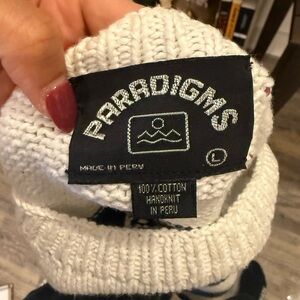 PARADIGMS
MADE IN PERU
L
100% COTTON
HANDKNIT
IN PERU